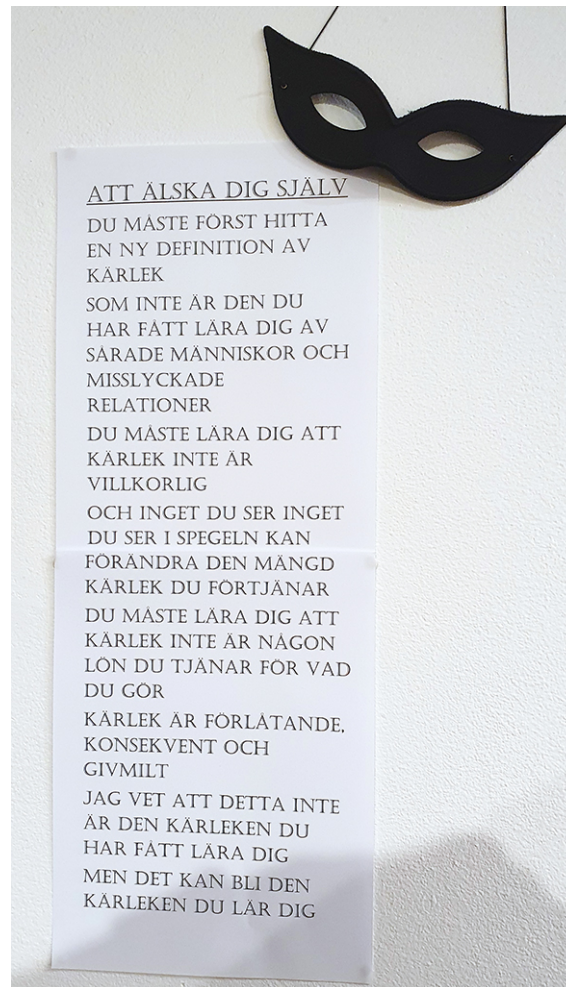 ATT ÄLSKA DIG SJÄLV
DU MÅSTE FÖRST HITTA
EN NY DEFINITION AV
KÄRLEK
SOM INTE ÄR DEN DU
HAR FÅTT LÄRA DIG AV
SÅRADE MÄNNISKOR OCH
MISSLYCKADE
RELATIONER
DU MÅSTE LÄRA DIG ATT
KÄRLEK INTE ÄR
VILLKORLIG
OCH INGET DU SER INGET
DU SER I SPEGELN KAN
FÖRÄNDRA DEN MÄNGD
KÄRLEK DU FÖRTJÄNAR
DU MÅSTE LÄRA DIG ATT
KÄRLEK INTE ÄR NÅGON
LÖN DU TJÄNAR FÖR VAD
DU GÖR
KÄRLEK ÄR FÖRLÅTANDE,
KONSEKVENT OCH
GIVMILT
JAG VET ATT DETTA INTE
ÄR DEN KÄRLEKEN DU
HAR FÅTT LÄRA DIG
MEN DET KAN BLI DEN
KÄRLEKEN DU LÄR DIG